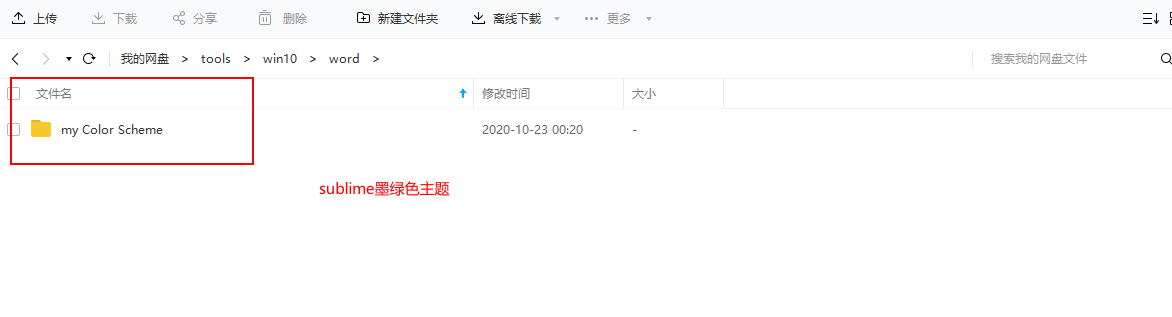 上传 下载 分享 删除 新建文件夹 离线下载 更多
我的网盘 > tools > win10 > word > 搜索我的网盘文件
文件名 修改时间 大小
my Color Scheme 2020-10-23 00:20 -
sublime墨绿色主题